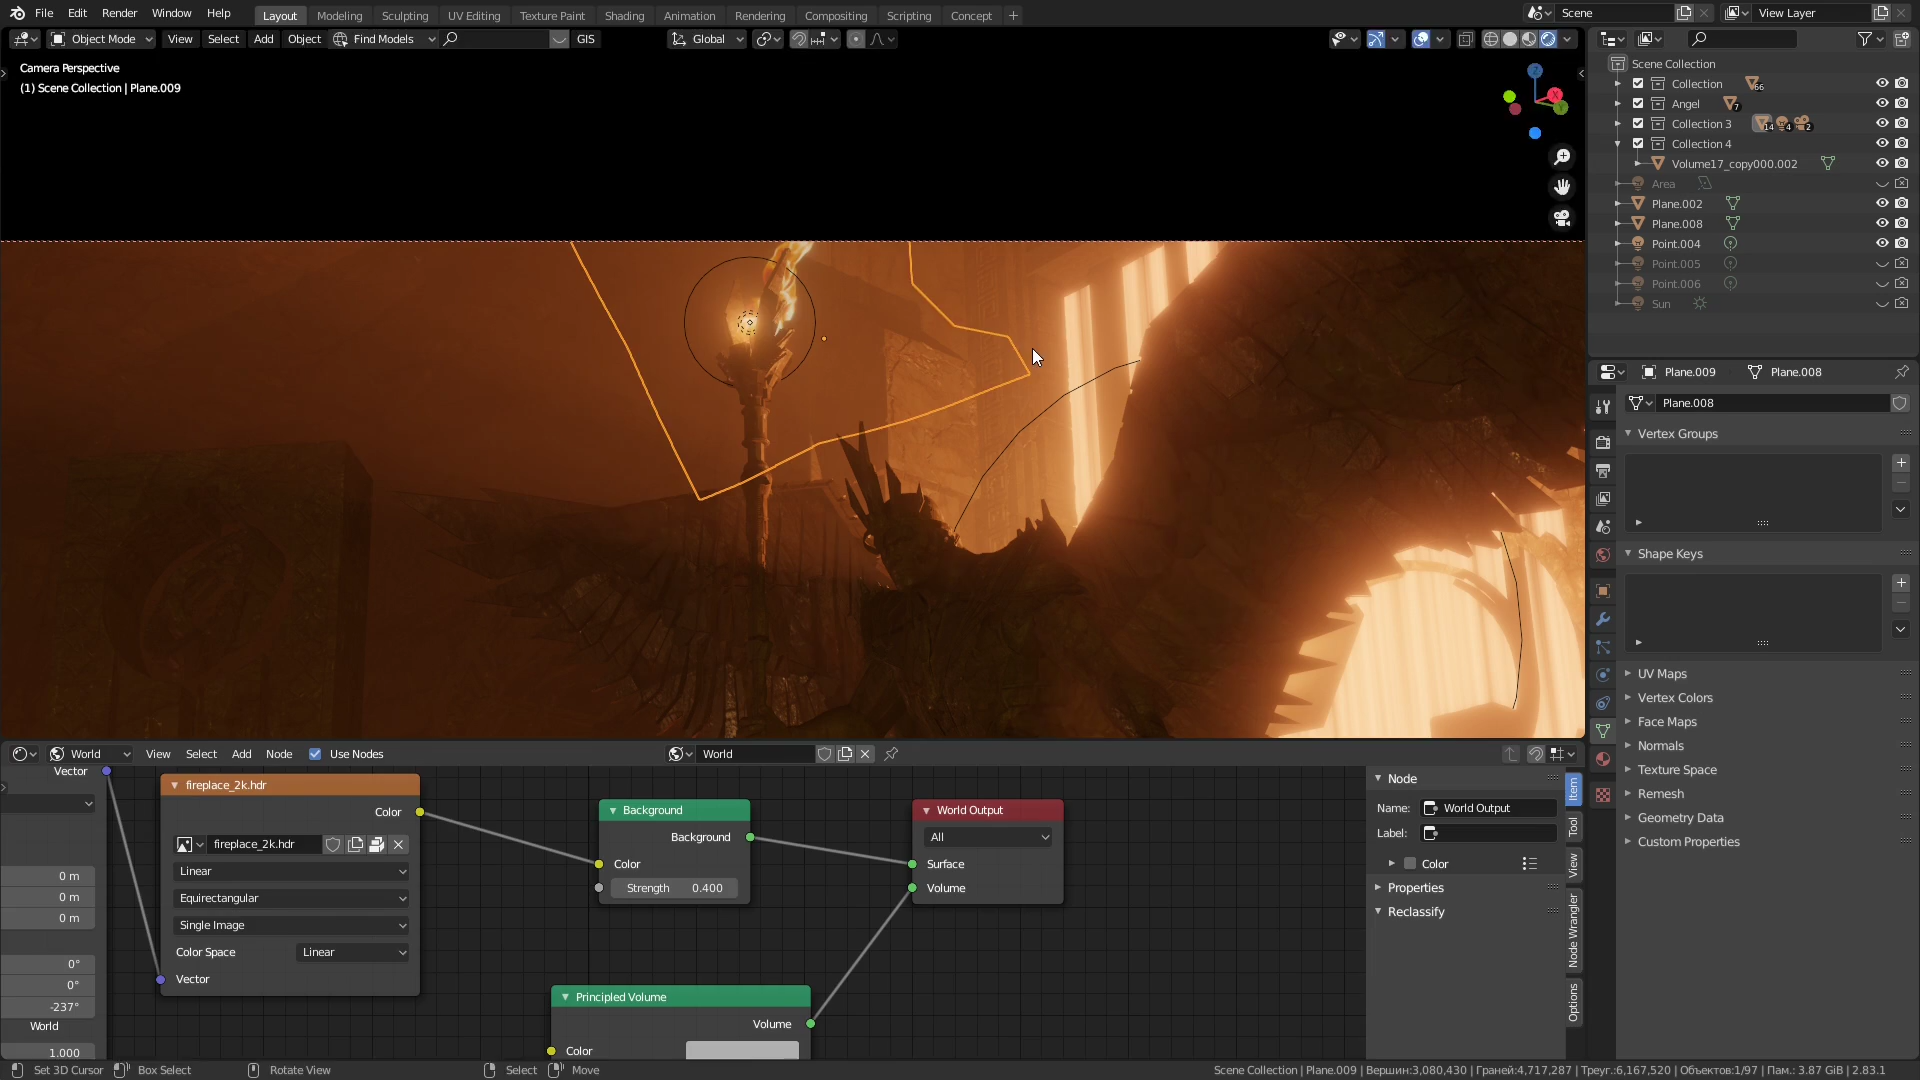 File Edit Render Window Help Layout Modeling Sculpting UV Editing Texture Paint Shading Animation Rendering Compositing Scripting Concept + Scene View Layer
Object Mode View Select Add Object Find Models GIS Global
Camera Perspective
(1) Scene Collection | Plane.009
Scene Collection
Collection 66
Angel 7
Collection 3 14 4 2
Collection 4
Volume17_copy000.002
Area
Plane.002
Plane.008
Point.004
Point.005
Point.006
Sun
Plane.009 Plane.008
Plane.008
Vertex Groups
Shape Keys
UV Maps
Vertex Colors
Face Maps
Normals
Texture Space
Remesh
Geometry Data
Custom Properties
World View Select Add Node Use Nodes World
Vector
0 m
0 m
0 m
0°
0°
-237°
World
1.000
fireplace_2k.hdr
Color
fireplace_2k.hdr
Linear
Equirectangular
Single Image
Color Space Linear
Vector
Background
Background
Color
Strength 0.400
World Output
All
Surface
Volume
Principled Volume
Volume
Color
Node
Name: World Output
Label:
Color
Properties
Reclassify
Item
Tool
View
Node Wrangler
Options
Set 3D Cursor Box Select Rotate View Select Move Scene Collection | Plane.009 | Вершин:3,080,430 | Граней:4,717,287 | Треуг.:6,167,520 | Объектов:1/97 | Пам.: 3.87 GiB | 2.83.1